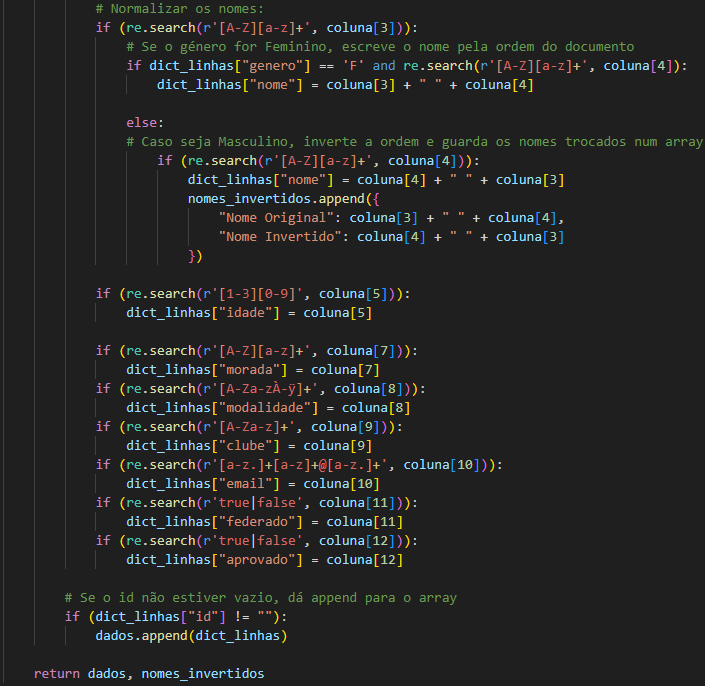 # Normalizar os nomes:
if (re.search(r'[A-Z][a-z]+', coluna[3])):
# Se o género for Feminino, escreve o nome pela ordem do documento
if dict_linhas["genero"] == 'F' and re.search(r'[A-Z][a-z]+', coluna[4]):
dict_linhas["nome"] = coluna[3] + " " + coluna[4]
else:
# Caso seja Masculino, inverte a ordem e guarda os nomes trocados num array
if (re.search(r'[A-Z][a-z]+', coluna[4])):
dict_linhas["nome"] = coluna[4] + " " + coluna[3]
nomes_invertidos.append({
"Nome Original": coluna[3] + " " + coluna[4],
"Nome Invertido": coluna[4] + " " + coluna[3]
})
if (re.search(r'[1-3][0-9]', coluna[5])):
dict_linhas["idade"] = coluna[5]
if (re.search(r'[A-Z][a-z]+', coluna[7])):
dict_linhas["morada"] = coluna[7]
if (re.search(r'[A-Za-zÀ-ÿ]+', coluna[8])):
dict_linhas["modalidade"] = coluna[8]
if (re.search(r'[A-Za-z]+', coluna[9])):
dict_linhas["clube"] = coluna[9]
if (re.search(r'[a-z.]+[a-z]+@[a-z.]+', coluna[10])):
dict_linhas["email"] = coluna[10]
if (re.search(r'true|false', coluna[11])):
dict_linhas["federado"] = coluna[11]
if (re.search(r'true|false', coluna[12])):
dict_linhas["aprovado"] = coluna[12]
# Se o id não estiver vazio, dá append para o array
if (dict_linhas["id"] != ""):
dados.append(dict_linhas)
return dados, nomes_invertidos